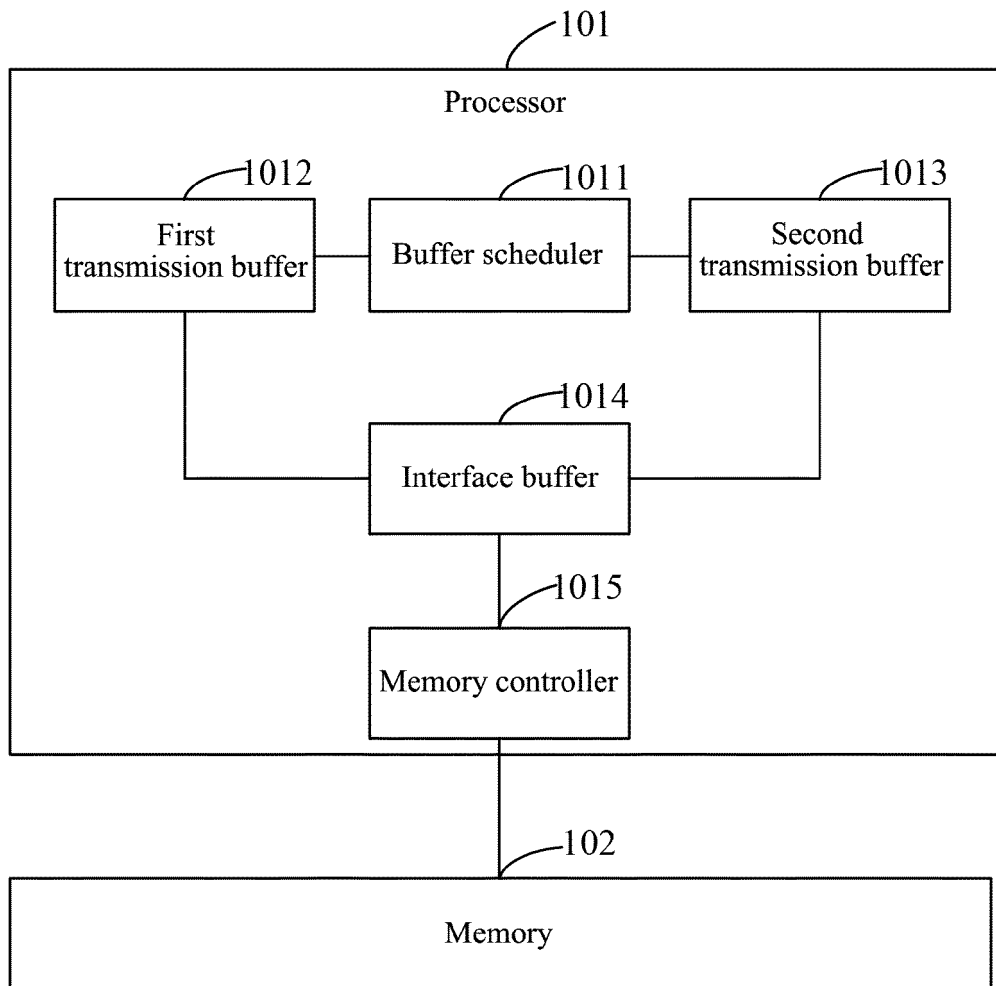 101
Processor
1012
1011
1013
First
transmission buffer
Buffer scheduler
Second
transmission buffer
1014
Interface buffer
1015
Memory controller
102
Memory